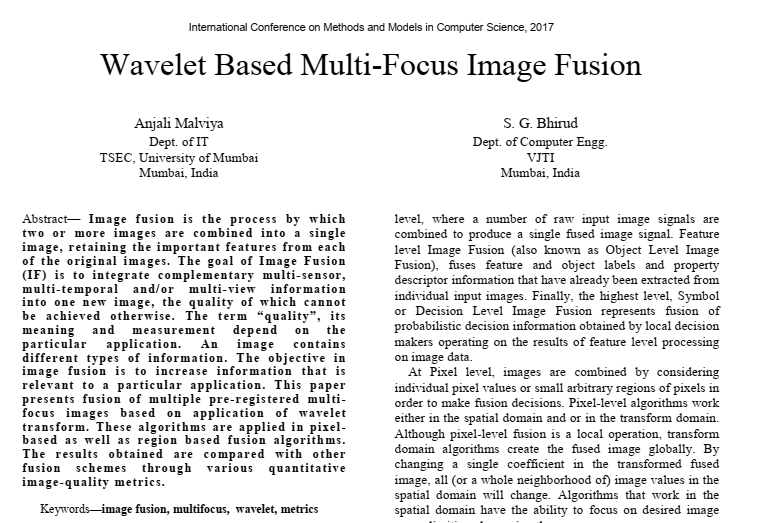 International Conference on Methods and Models in Computer Science, 2017
Wavelet Based Multi-Focus Image Fusion
Anjali Malviya
Dept. of IT
TSEC, University of Mumbai
Mumbai, India
S. G. Bhirud
Dept. of Computer Engg.
VJTI
Mumbai, India
Abstract— Image fusion is the process by which
two or more images are combined into a single
image, retaining the important features from each
of the original images. The goal of Image Fusion
(IF) is to integrate complementary multi-sensor,
multi-temporal and/or multi-view information
into one new image, the quality of which cannot
be achieved otherwise. The term “quality”, its
meaning and measurement depend on the
particular application. An image contains
different types of information. The objective in
image fusion is to increase information that is
relevant to a particular application. This paper
presents fusion of multiple pre-registered multi-
focus images based on application of wavelet
transform. These algorithms are applied in pixel-
based as well as region based fusion algorithms.
The results obtained are compared with other
fusion schemes through various quantitative
image-quality metrics.
Keywords—image fusion, multifocus, wavelet, metrics
level, where a number of raw input image signals are
combined to produce a single fused image signal. Feature
level Image Fusion (also known as Object Level Image
Fusion), fuses feature and object labels and property
descriptor information that have already been extracted from
individual input images. Finally, the highest level, Symbol
or Decision Level Image Fusion represents fusion of
probabilistic decision information obtained by local decision
makers operating on the results of feature level processing
on image data.
At Pixel level, images are combined by considering
individual pixel values or small arbitrary regions of pixels in
order to make fusion decisions. Pixel-level algorithms work
either in the spatial domain and or in the transform domain.
Although pixel-level fusion is a local operation, transform
domain algorithms create the fused image globally. By
changing a single coefficient in the transformed fused
image, all (or a whole neighborhood of) image values in the
spatial domain will change. Algorithms that work in the
spatial domain have the ability to focus on desired image